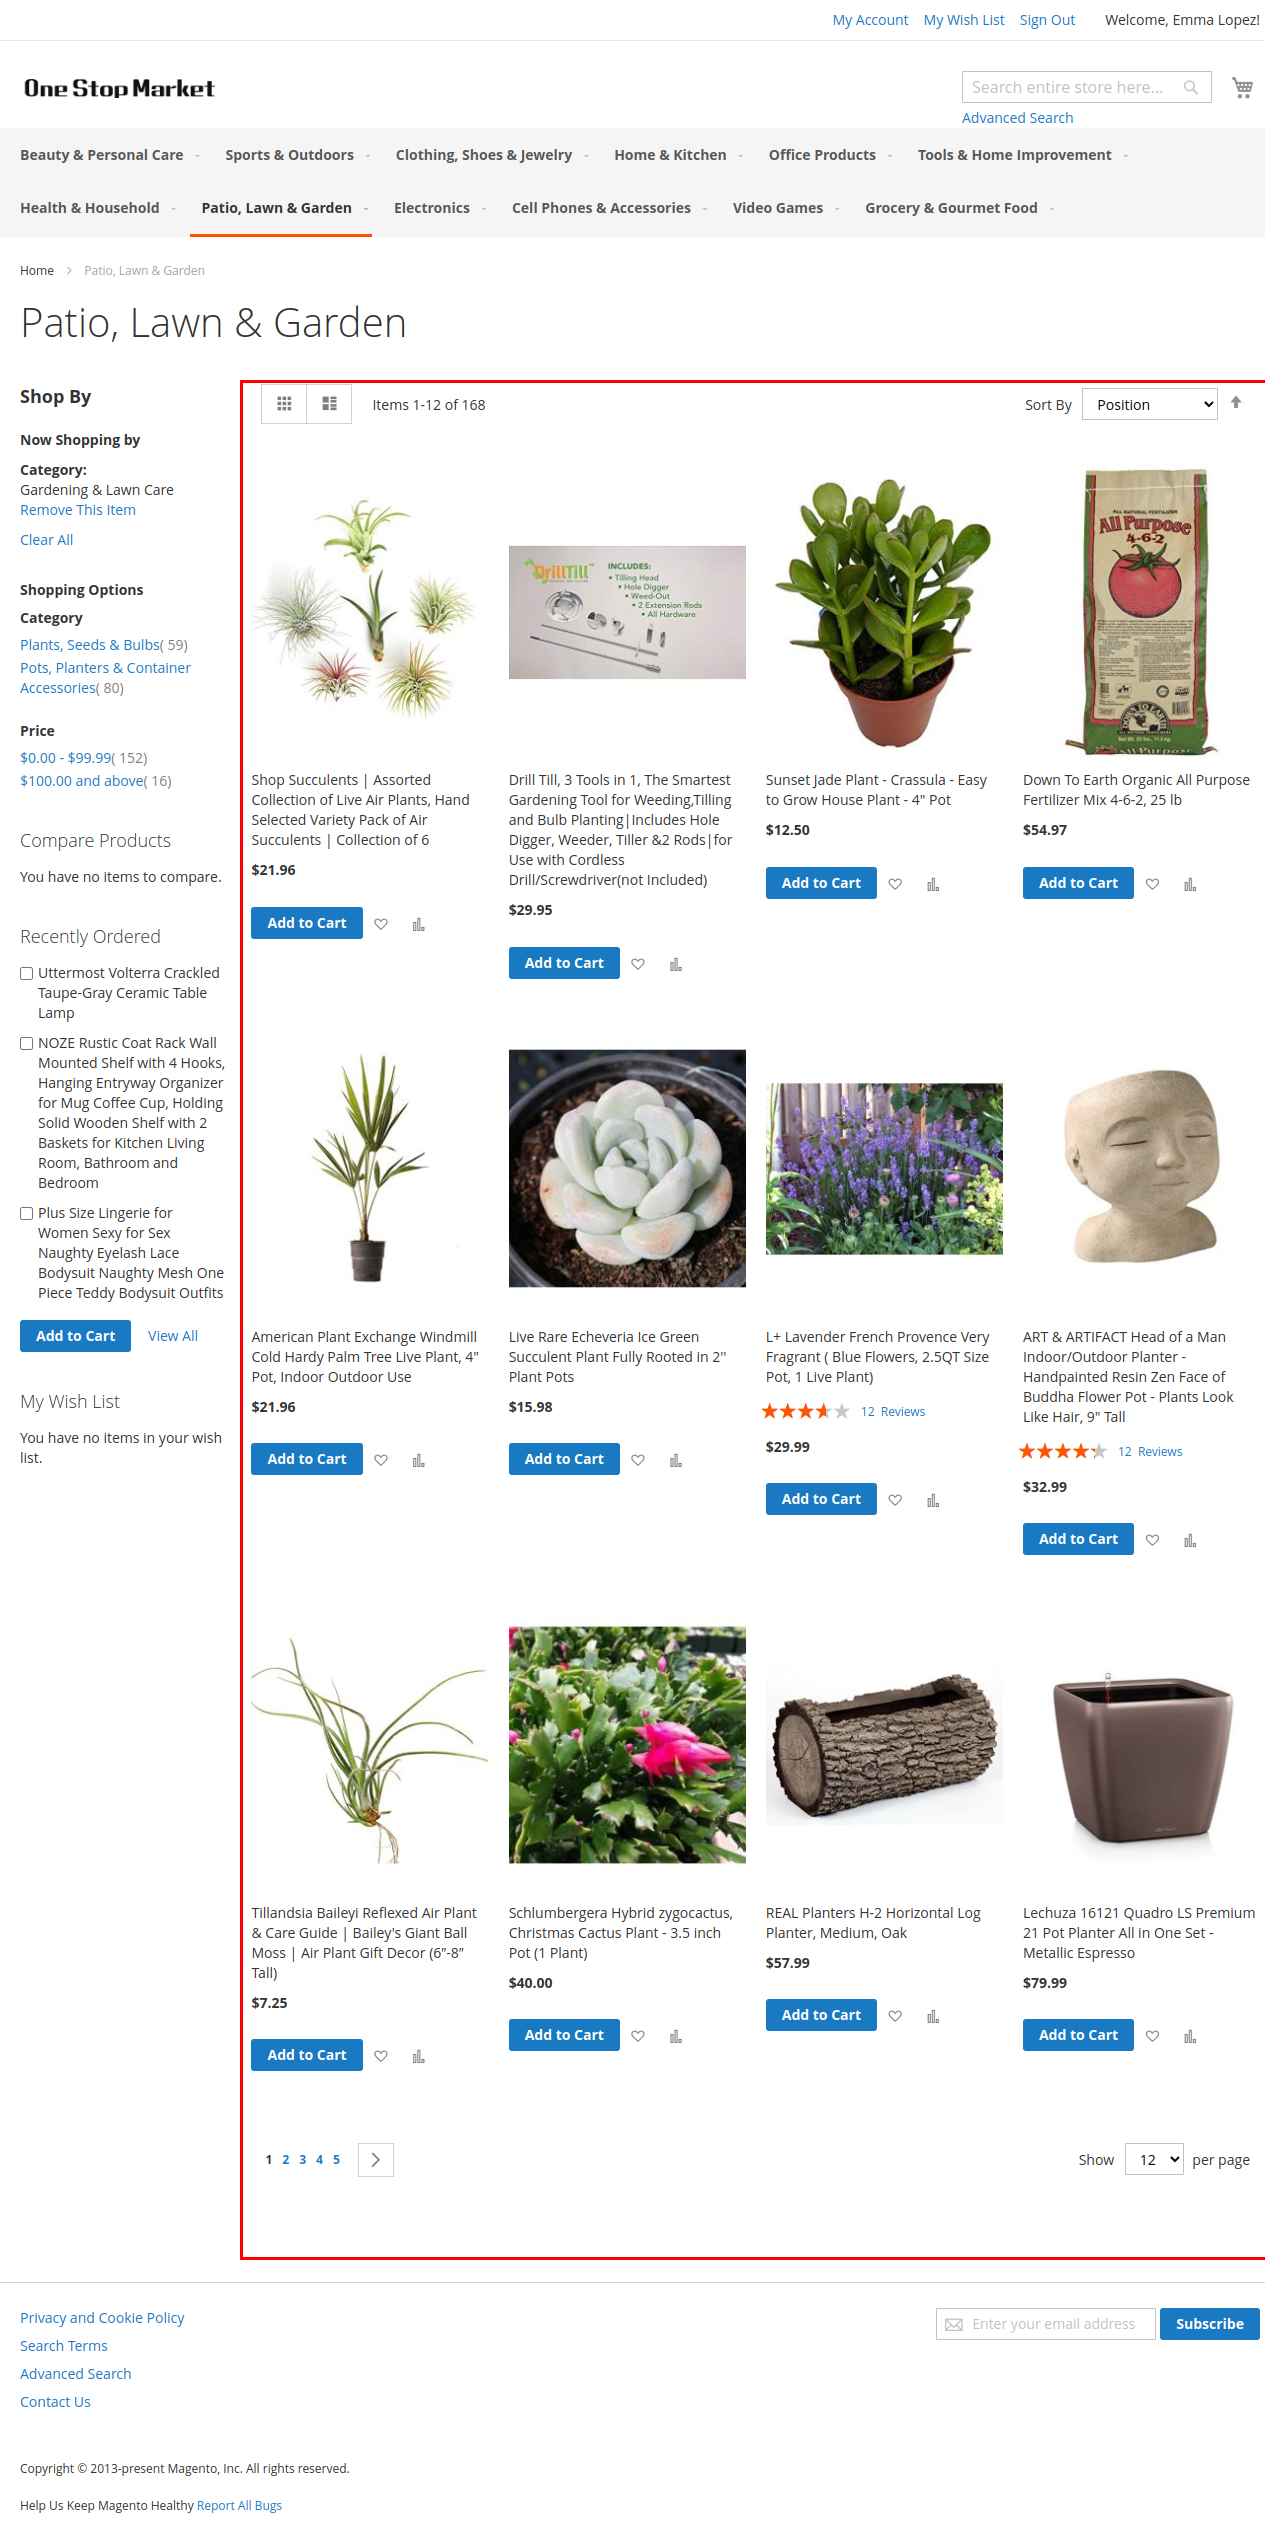 My Account My Wish List Sign Out Welcome, Emma Lopez!
One Stop Market
Search entire store here...
Advanced Search
Beauty & Personal Care Sports & Outdoors Clothing, Shoes & Jewelry Home & Kitchen Office Products Tools & Home Improvement
Health & Household Patio, Lawn & Garden Electronics Cell Phones & Accessories Video Games Grocery & Gourmet Food
Home Patio, Lawn & Garden
Patio, Lawn & Garden
Shop By
Now Shopping by
Category:
Gardening & Lawn Care
Remove This Item
Clear All
Shopping Options
Category
Plants, Seeds & Bulbs( 59)
Pots, Planters & Container
Accessories( 80)
Price
$0.00 - $99.99( 152)
$100.00 and above( 16)
Compare Products
You have no items to compare.
Recently Ordered
Uttermost Volterra Crackled
Taupe-Gray Ceramic Table
Lamp
NOZE Rustic Coat Rack Wall
Mounted Shelf with 4 Hooks,
Hanging Entryway Organizer
for Mug Coffee Cup, Holding
Solid Wooden Shelf with 2
Baskets for Kitchen Living
Room, Bathroom and
Bedroom
Plus Size Lingerie for
Women Sexy for Sex
Naughty Eyelash Lace
Bodysuit Naughty Mesh One
Piece Teddy Bodysuit Outfits
Add to Cart View All
My Wish List
You have no items in your wish
list.
Items 1-12 of 168
Sort By Position
DrillTill
INCLUDES:
• Tilling Head
• Hole Digger
• Weed-Out
• 2 Extension Rods
• All Hardware
ALL NATURAL FERTILIZER
All Purpose
4-6-2
DOWN TO EARTH
All Purpose
Shop Succulents | Assorted
Collection of Live Air Plants, Hand
Selected Variety Pack of Air
Succulents | Collection of 6
$21.96
Add to Cart
Drill Till, 3 Tools in 1, The Smartest
Gardening Tool for Weeding,Tilling
and Bulb Planting|Includes Hole
Digger, Weeder, Tiller &2 Rods|for
Use with Cordless
Drill/Screwdriver(not Included)
$29.95
Add to Cart
Sunset Jade Plant - Crassula - Easy
to Grow House Plant - 4" Pot
$12.50
Add to Cart
Down To Earth Organic All Purpose
Fertilizer Mix 4-6-2, 25 lb
$54.97
Add to Cart
American Plant Exchange Windmill
Cold Hardy Palm Tree Live Plant, 4"
Pot, Indoor Outdoor Use
$21.96
Add to Cart
Live Rare Echeveria Ice Green
Succulent Plant Fully Rooted in 2''
Plant Pots
$15.98
Add to Cart
L+ Lavender French Provence Very
Fragrant ( Blue Flowers, 2.5QT Size
Pot, 1 Live Plant)
12 Reviews
$29.99
Add to Cart
ART & ARTIFACT Head of a Man
Indoor/Outdoor Planter -
Handpainted Resin Zen Face of
Buddha Flower Pot - Plants Look
Like Hair, 9" Tall
12 Reviews
$32.99
Add to Cart
Tillandsia Baileyi Reflexed Air Plant
& Care Guide | Bailey's Giant Ball
Moss | Air Plant Gift Decor (6”-8”
Tall)
$7.25
Add to Cart
Schlumbergera Hybrid zygocactus,
Christmas Cactus Plant - 3.5 inch
Pot (1 Plant)
$40.00
Add to Cart
REAL Planters H-2 Horizontal Log
Planter, Medium, Oak
$57.99
Add to Cart
Lechuza 16121 Quadro LS Premium
21 Pot Planter All in One Set -
Metallic Espresso
$79.99
Add to Cart
1 2 3 4 5
Show 12 per page
Privacy and Cookie Policy
Search Terms
Advanced Search
Contact Us
Enter your email address Subscribe
Copyright © 2013-present Magento, Inc. All rights reserved.
Help Us Keep Magento Healthy Report All Bugs